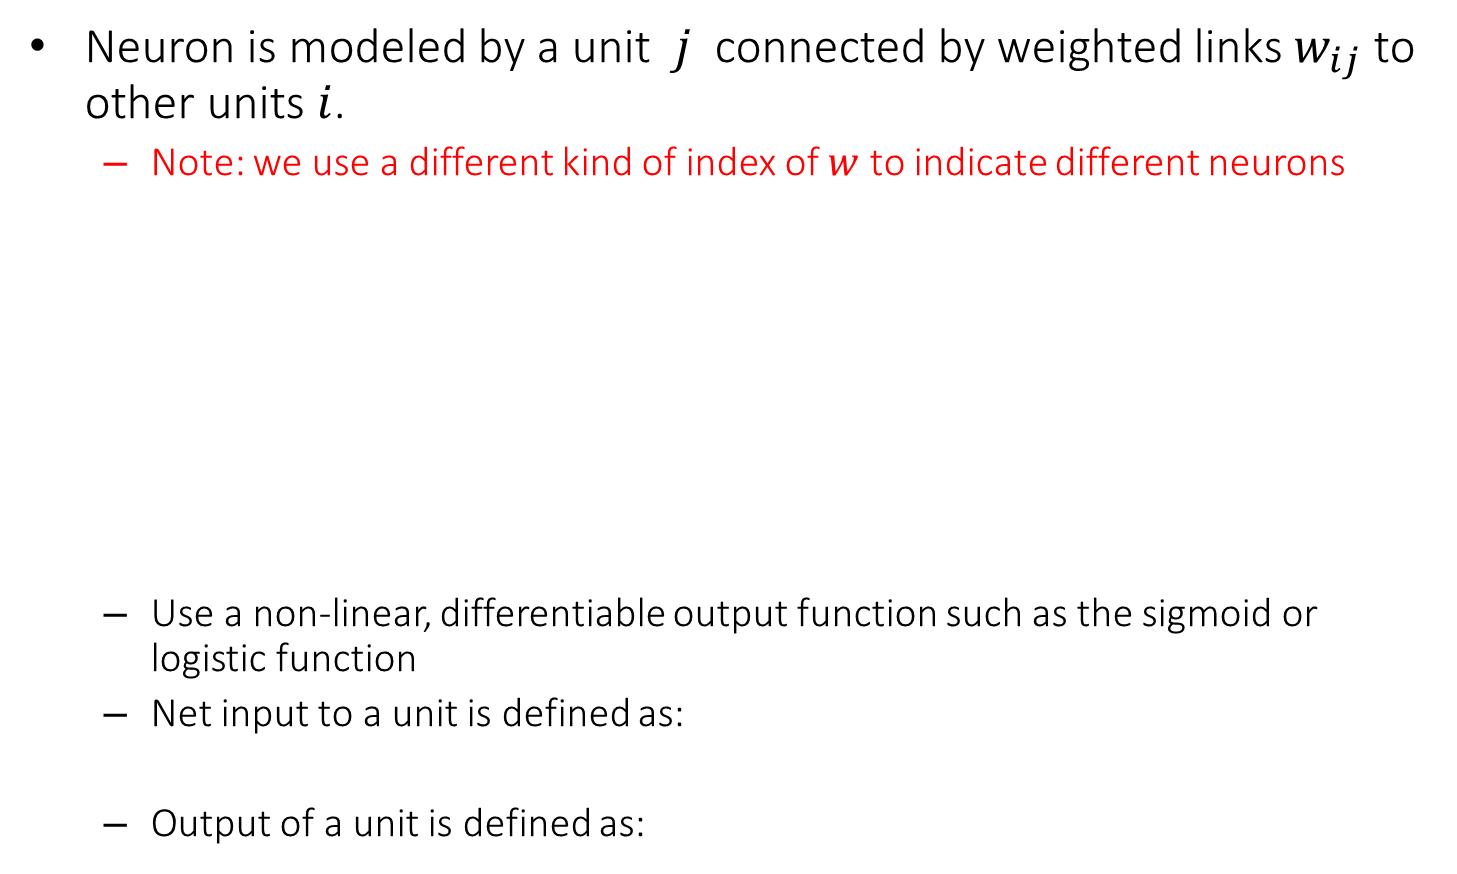 • Neuron is modeled by a unit j connected by weighted links wᵢⱼ to
other units i.
– Note: we use a different kind of index of w to indicate different neurons
– Use a non-linear, differentiable output function such as the sigmoid or
logistic function
– Net input to a unit is defined as:
– Output of a unit is defined as: